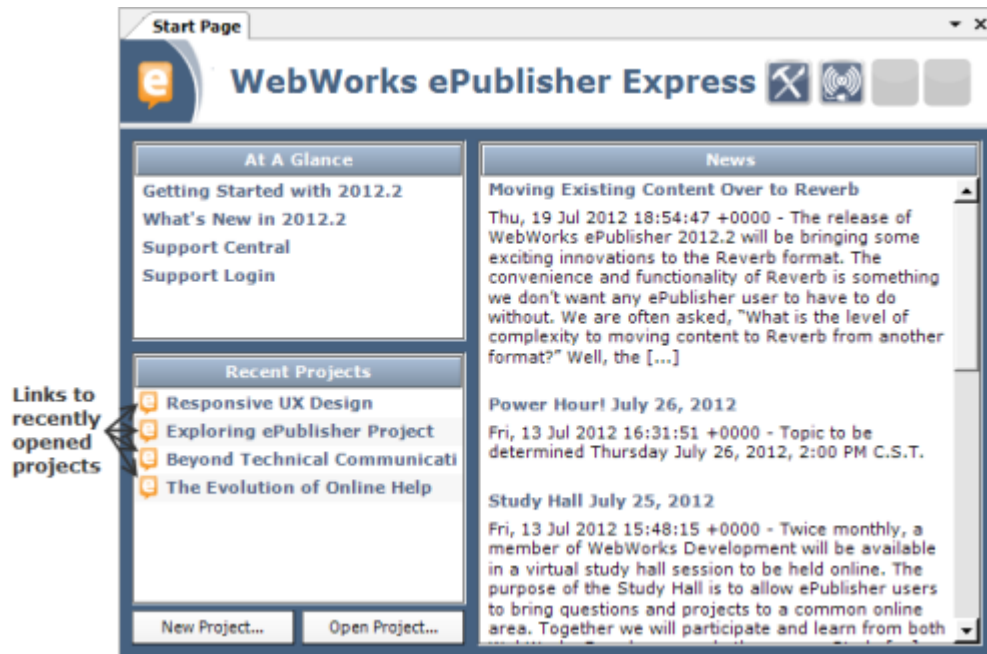 Start Page
WebWorks ePublisher Express
At A Glance
Getting Started with 2012.2
What's New in 2012.2
Support Central
Support Login
Links to
recently
opened
projects
Recent Projects
Responsive UX Design
Exploring ePublisher Project
Beyond Technical Communicati
The Evolution of Online Help
New Project...
Open Project...
News
Moving Existing Content Over to Reverb
Thu, 19 Jul 2012 18:54:47 +0000 - The release of
WebWorks ePublisher 2012.2 will be bringing some
exciting innovations to the Reverb format. The
convenience and functionality of Reverb is something
we don't want any ePublisher user to have to do
without. We are often asked, "What is the level of
complexity to moving content to Reverb from another
format?" Well, the [...]
Power Hour! July 26, 2012
Fri, 13 Jul 2012 16:31:51 +0000 - Topic to be
determined Thursday July 26, 2012, 2:00 PM C.S.T.
Study Hall July 25, 2012
Fri, 13 Jul 2012 15:48:15 +0000 - Twice monthly, a
member of WebWorks Development will be available
in a virtual study hall session to be held online. The
purpose of the Study Hall is to allow ePublisher users
to bring questions and projects to a common online
area. Together we will participate and learn from both